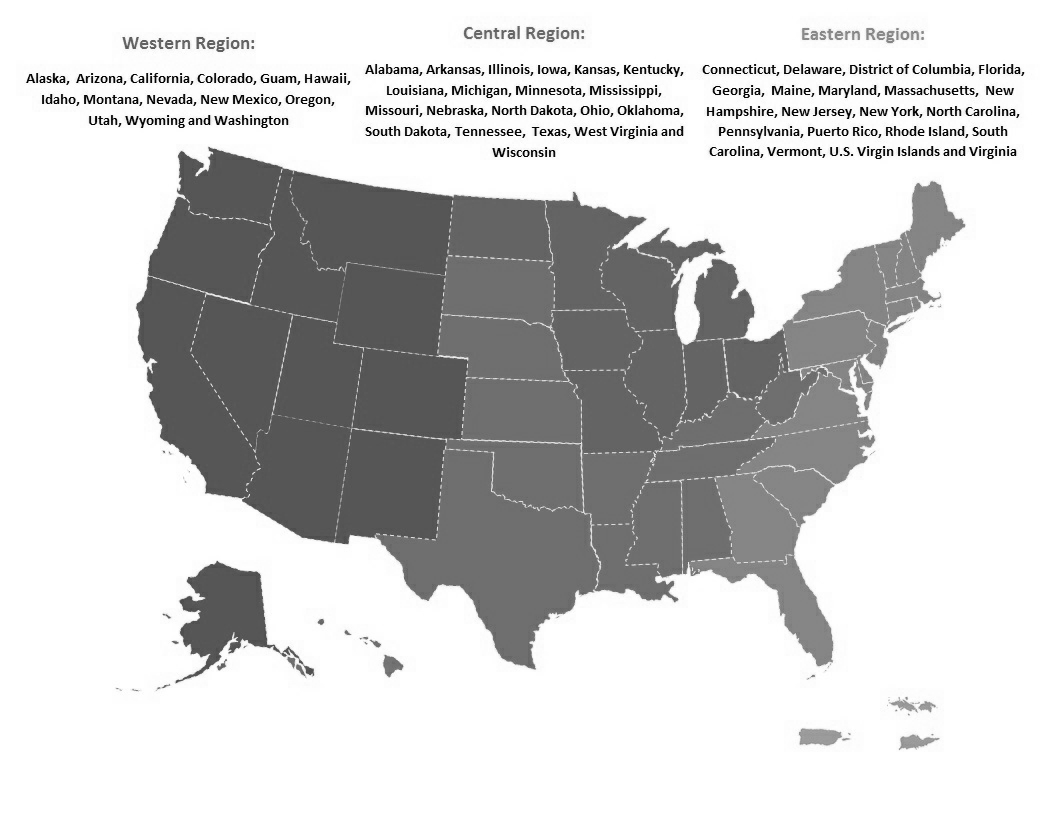 Western Region:
Alaska, Arizona, California, Colorado, Guam, Hawaii,
Idaho, Montana, Nevada, New Mexico, Oregon,
Utah, Wyoming and Washington
Central Region:
Alabama, Arkansas, Illinois, Iowa, Kansas, Kentucky,
Louisiana, Michigan, Minnesota, Mississippi,
Missouri, Nebraska, North Dakota, Ohio, Oklahoma,
South Dakota, Tennessee, Texas, West Virginia and
Wisconsin
Eastern Region:
Connecticut, Delaware, District of Columbia, Florida,
Georgia, Maine, Maryland, Massachusetts, New
Hampshire, New Jersey, New York, North Carolina,
Pennsylvania, Puerto Rico, Rhode Island, South
Carolina, Vermont, U.S. Virgin Islands and Virginia